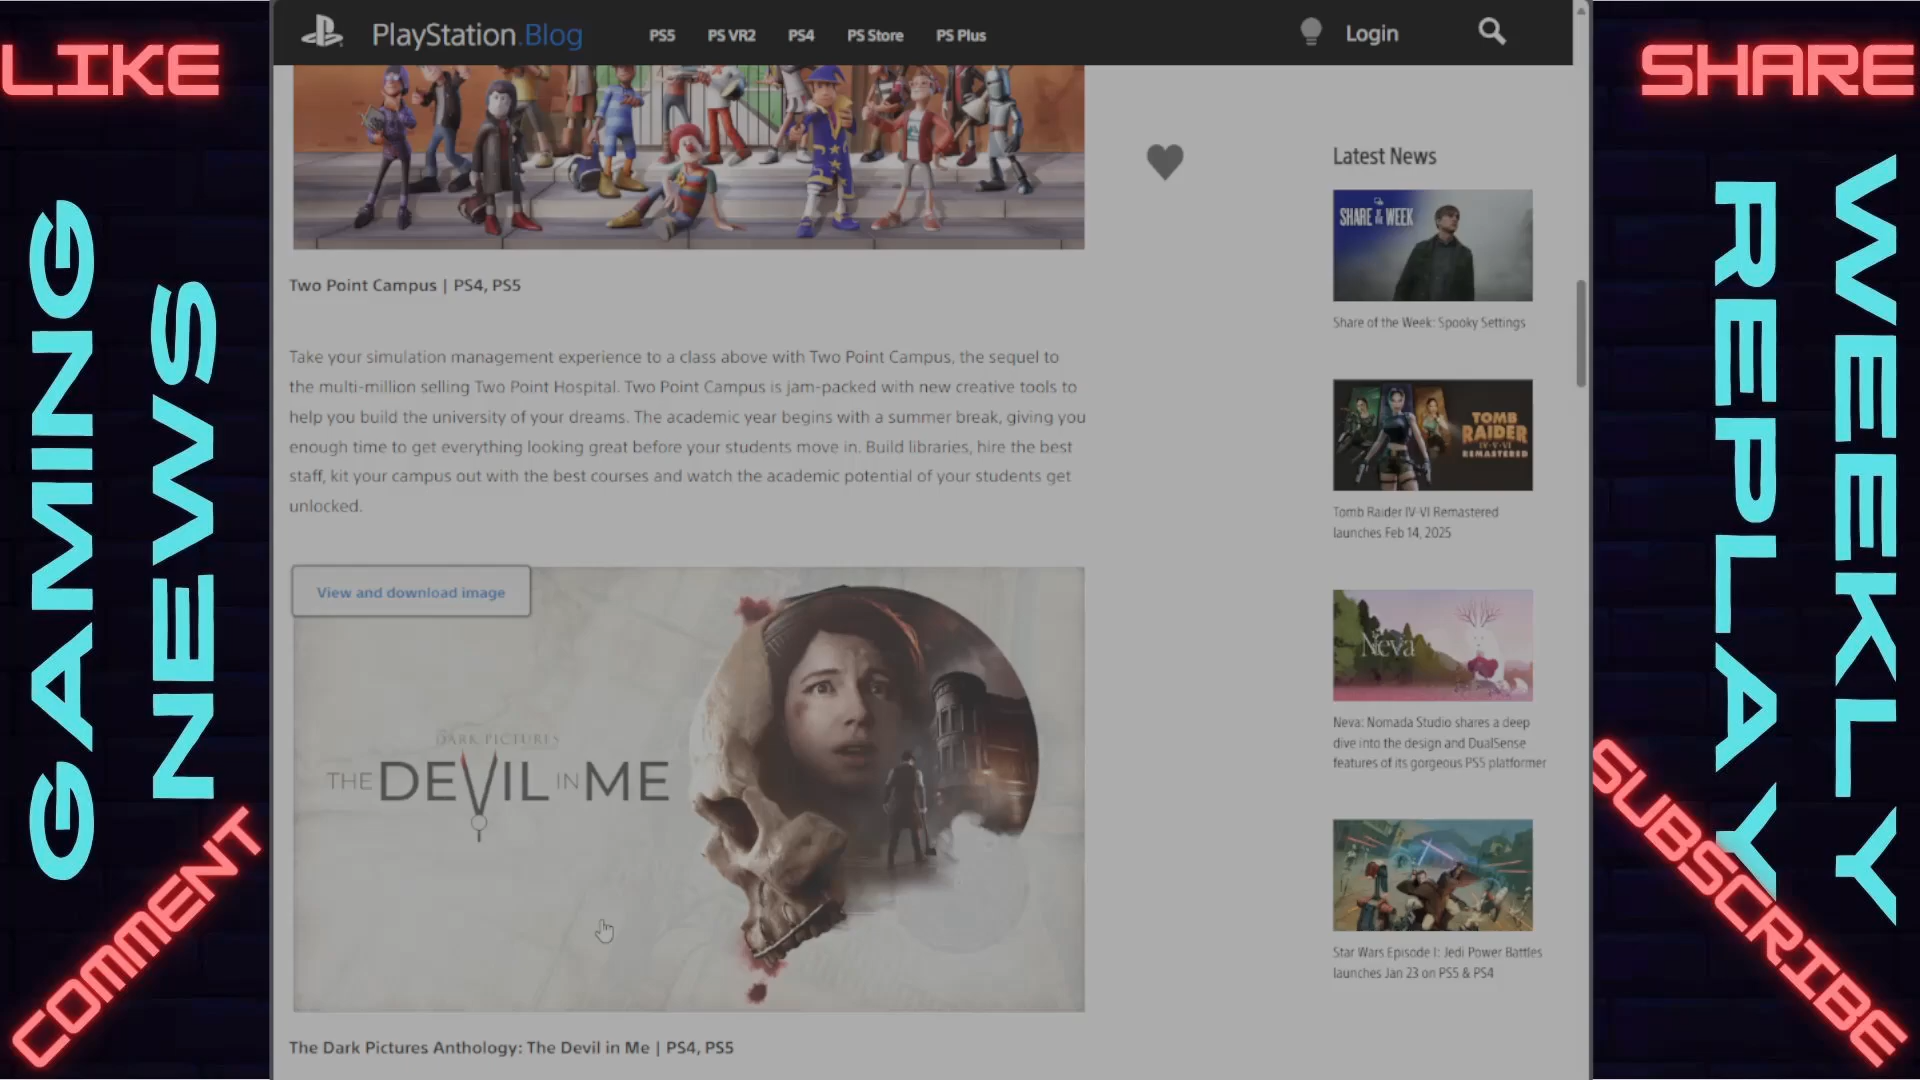 LIKE
GAMING
NEWS
COMMENT
PlayStation.Blog
PS5
PS VR2
PS4
PS Store
PS Plus
Login
Two Point Campus | PS4, PS5
Take your simulation management experience to a class above with Two Point Campus, the sequel to
the multi-million selling Two Point Hospital. Two Point Campus is jam-packed with new creative tools to
help you build the university of your dreams. The academic year begins with a summer break, giving you
enough time to get everything looking great before your students move in. Build libraries, hire the best
staff, kit your campus out with the best courses and watch the academic potential of your students get
unlocked.
View and download image
DARK PICTURES
THE DEVIL IN ME
The Dark Pictures Anthology: The Devil in Me | PS4, PS5
Latest News
SHARE OF THE WEEK
Share of the Week: Spooky Settings
TOMB
RAIDER
IV-V-VI
REMASTERED
Tomb Raider IV-VI Remastered
launches Feb 14, 2025
Neva
Neva: Nomada Studio shares a deep
dive into the design and DualSense
features of its gorgeous PS5 platformer
Star Wars Episode I: Jedi Power Battles
launches Jan 23 on PS5 & PS4
SHARE
WEEKLY
REPLAY
SUBSCRIBE